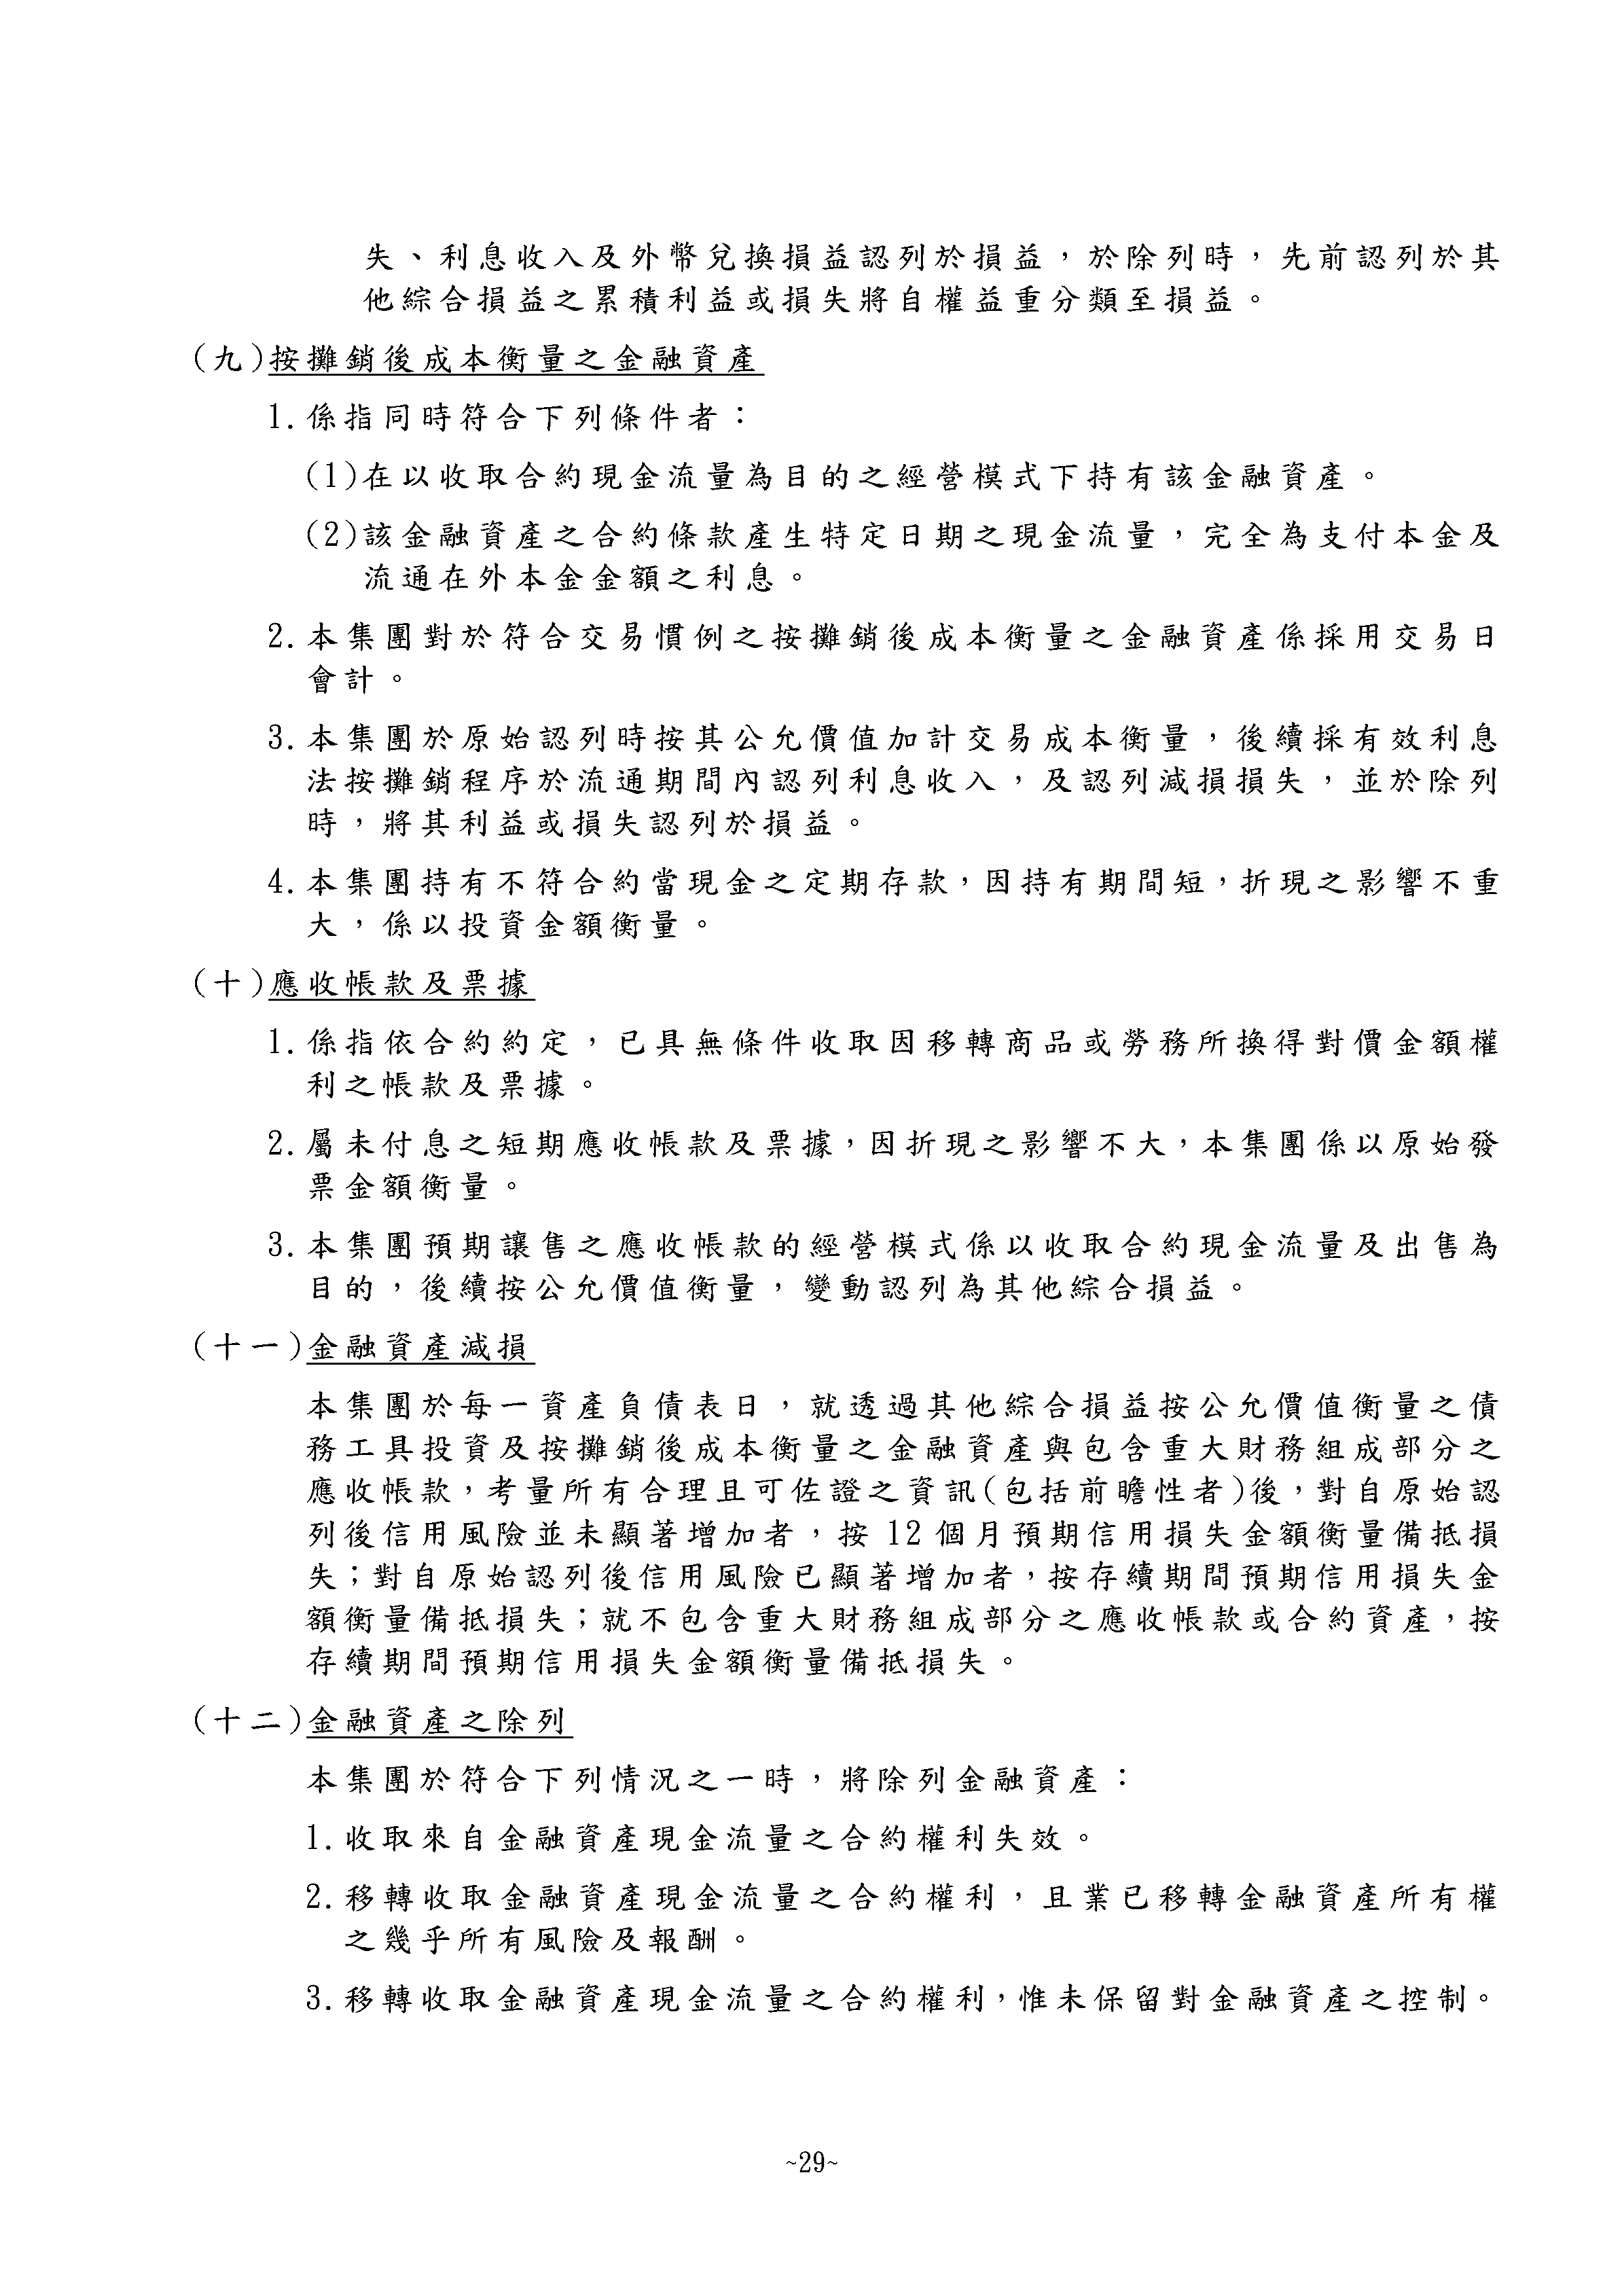 失、利息收入及外幣兌換損益認列於損益，於除列時，先前認列於其
他綜合損益之累積利益或損失將自權益重分類至損益。
(九)按攤銷後成本衡量之金融資產
1.係指同時符合下列條件者：
(1)在以收取合約現金流量為目的之經營模式下持有該金融資產。
(2)該金融資產之合約條款產生特定日期之現金流量，完全為支付本金及
流通在外本金金額之利息。
2.本集團對於符合交易慣例之按攤銷後成本衡量之金融資產係採用交易日
會計。
3.本集團於原始認列時按其公允價值加計交易成本衡量，後續採有效利息
法按攤銷程序於流通期間內認列利息收入，及認列減損損失，並於除列
時，將其利益或損失認列於損益。
4.本集團持有不符合約當現金之定期存款，因持有期間短，折現之影響不重
大，係以投資金額衡量。
(十)應收帳款及票據
1.係指依合約約定，已具無條件收取因移轉商品或勞務所換得對價金額權
利之帳款及票據。
2.屬未付息之短期應收帳款及票據，因折現之影響不大，本集團係以原始發
票金額衡量。
3.本集團預期讓售之應收帳款的經營模式係以收取合約現金流量及出售為
目的，後續按公允價值衡量，變動認列為其他綜合損益。
(十一)金融資產減損
本集團於每一資產負債表日，就透過其他綜合損益按公允價值衡量之債
務工具投資及按攤銷後成本衡量之金融資產與包含重大財務組成部分之
應收帳款，考量所有合理且可佐證之資訊(包括前瞻性者)後，對自原始認
列後信用風險並未顯著增加者，按 12 個月預期信用損失金額衡量備抵損
失；對自原始認列後信用風險已顯著增加者，按存續期間預期信用損失金
額衡量備抵損失；就不包含重大財務組成部分之應收帳款或合約資產，按
存續期間預期信用損失金額衡量備抵損失。
(十二)金融資產之除列
本集團於符合下列情況之一時，將除列金融資產：
1.收取來自金融資產現金流量之合約權利失效。
2.移轉收取金融資產現金流量之合約權利，且業已移轉金融資產所有權
之幾乎所有風險及報酬。
3.移轉收取金融資產現金流量之合約權利，惟未保留對金融資產之控制。
~29~